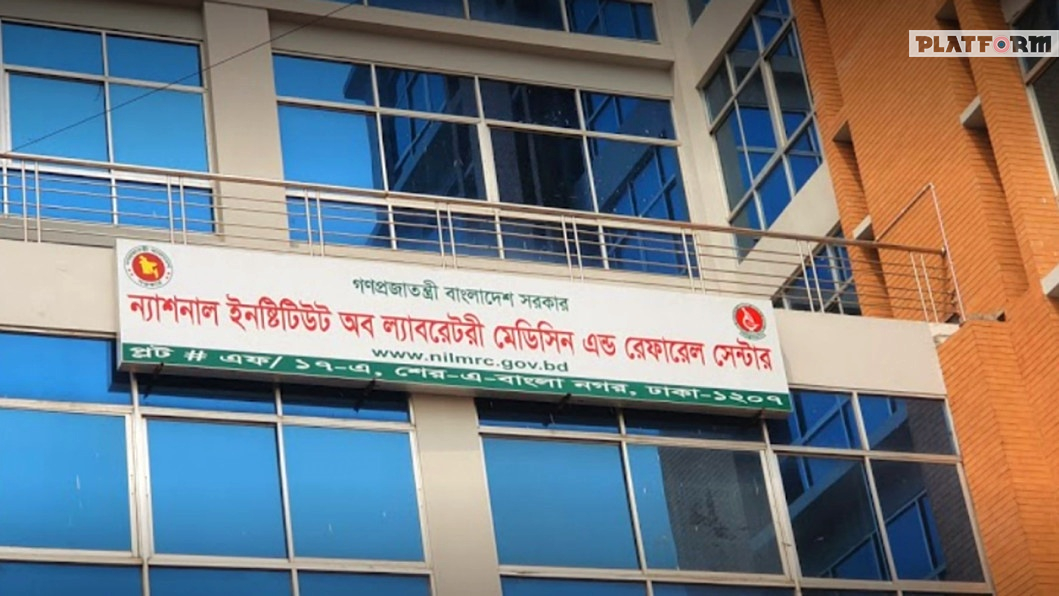 PLATFORM
গণপ্রজাতন্ত্রী বাংলাদেশ সরকার
ন্যাশনাল ইনষ্টিটিউট অব ল্যাবরেটরী মেডিসিন এন্ড রেফারেল সেন্টার
www.nilmrc.gov.bd
প্লট # এফ/ ১৭-এ, শের-এ-বাংলা নগর, ঢাকা-১২০৭